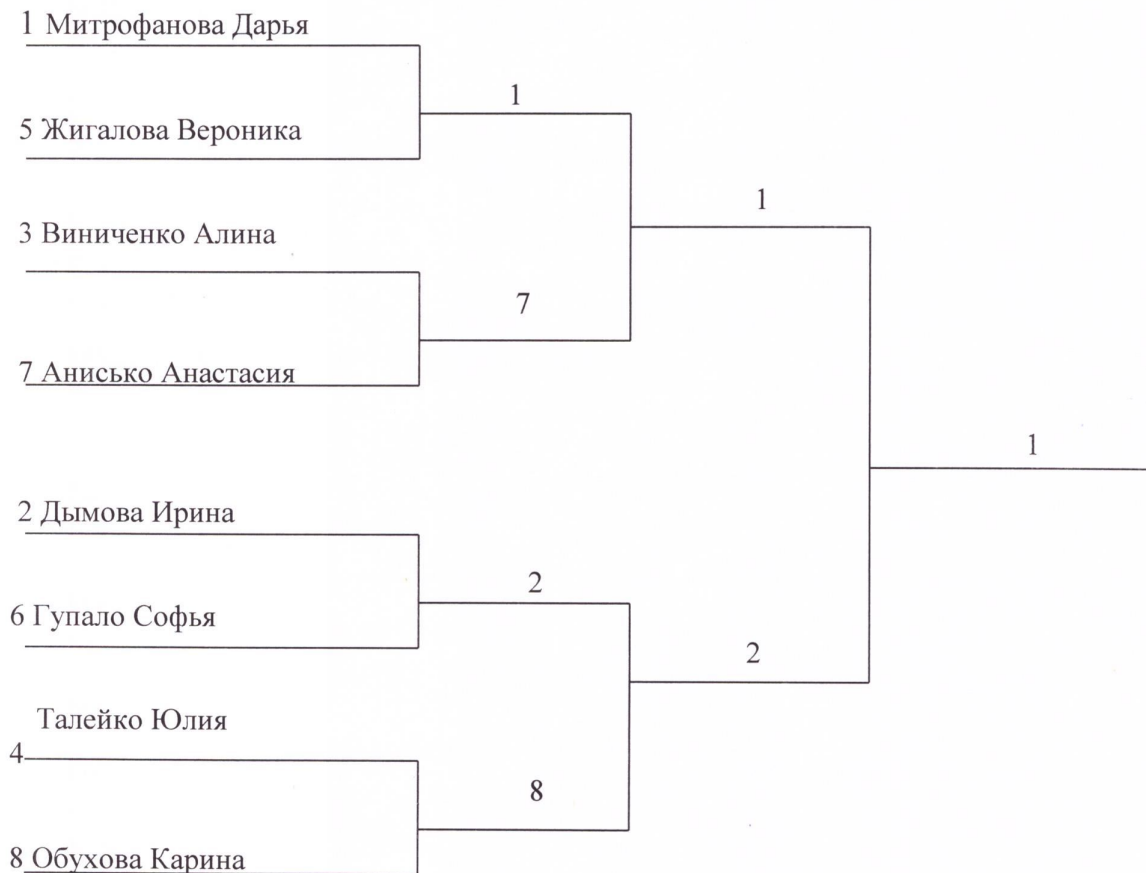 1 Митрофанова Дарья
1
5 Жигалова Вероника
1
3 Виниченко Алина
7
7 Анисько Анастасия
1
2 Дымова Ирина
2
6 Гупало Софья
2
Талейко Юлия
4
8
8 Обухова Карина